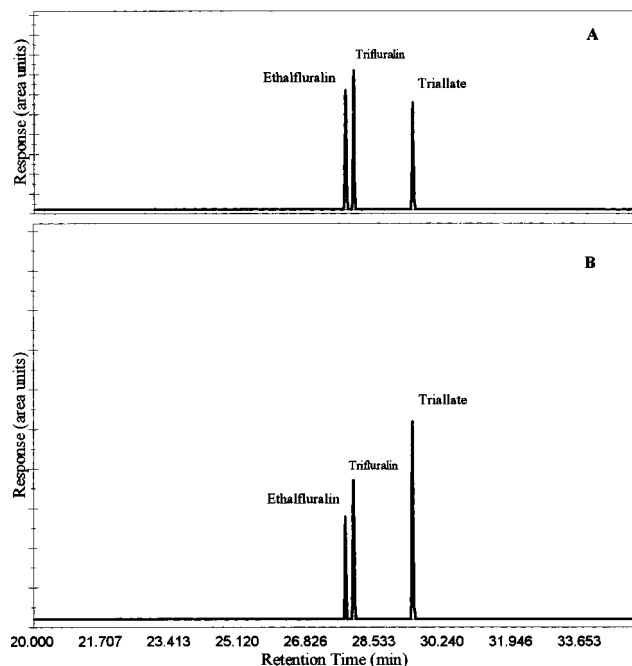 A
Trifluralin
Ethalfluralin
Triallate
Response (area units)
B
Triallate
Trifluralin
Ethalfluralin
Response (area units)
20.000 21.707 23.413 25.120 26.826 28.533 30.240 31.946 33.653
Retention Time (min)